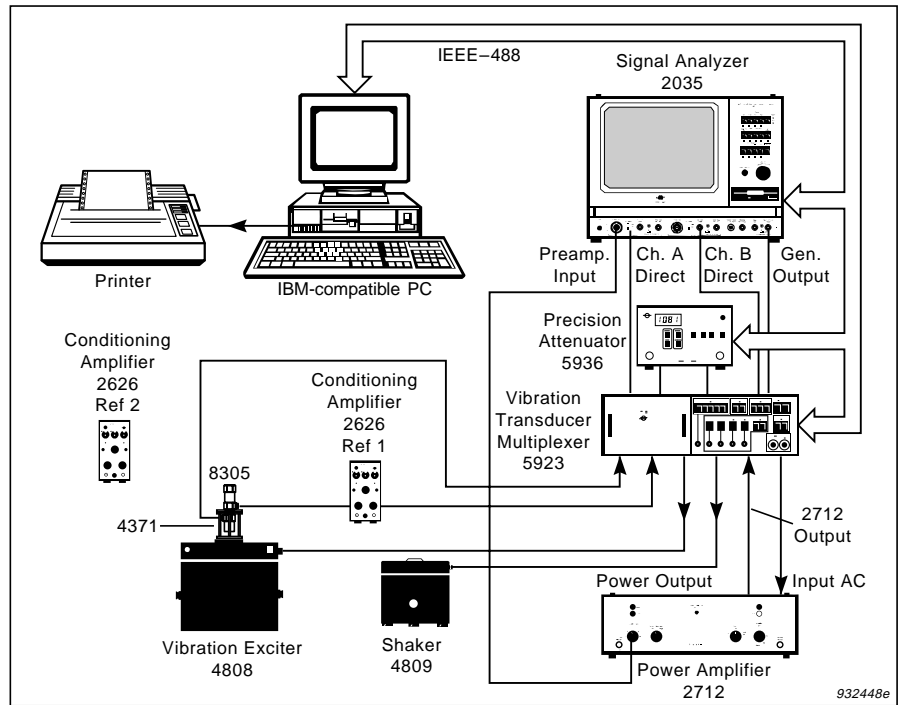 IEEE–488
Signal Analyzer
2035
Printer
IBM-compatible PC
Preamp.
Input
Ch. A
Direct
Ch. B
Direct
Gen.
Output
Precision
Attenuator
5936
Conditioning
Amplifier
2626
Ref 2
Conditioning
Amplifier
2626
Ref 1
Vibration
Transducer
Multiplexer
5923
8305
4371
2712
Output
Power Output
Input AC
Vibration Exciter
4808
Shaker
4809
Power Amplifier
2712
932448e